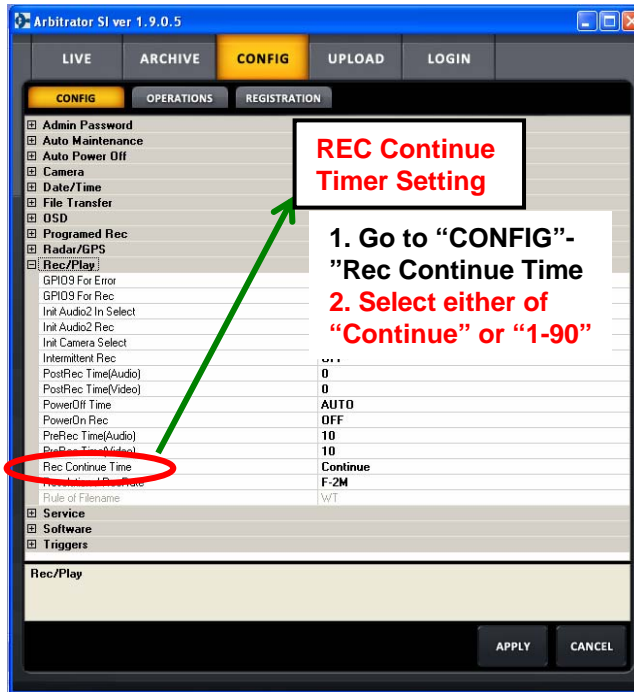 Arbitrator SI ver 1.9.0.5
LIVE ARCHIVE CONFIG UPLOAD LOGIN
CONFIG OPERATIONS REGISTRATION
Admin Password
Auto Maintenance
Auto Power Off
Camera
Date/Time
File Transfer
OSD
Programed Rec
Radar/GPS
Rec/Play
REC Continue
Timer Setting
1. Go to “CONFIG”-
”Rec Continue Time
2. Select either of
“Continue” or “1-90”
GPIO9 For Error
GPIO9 For Rec
Init Audio2 In Select
Init Audio2 Rec
Init Camera Select
Intermittent Rec OFF
PostRec Time(Audio) 0
PostRec Time(Video) 0
PowerOff Time AUTO
PowerOn Rec OFF
PreRec Time(Audio) 10
PreRec Time(Video) 10
Rec Continue Time Continue
F-2M
Rule of Filename WT
Service
Software
Triggers
Rec/Play
APPLY CANCEL